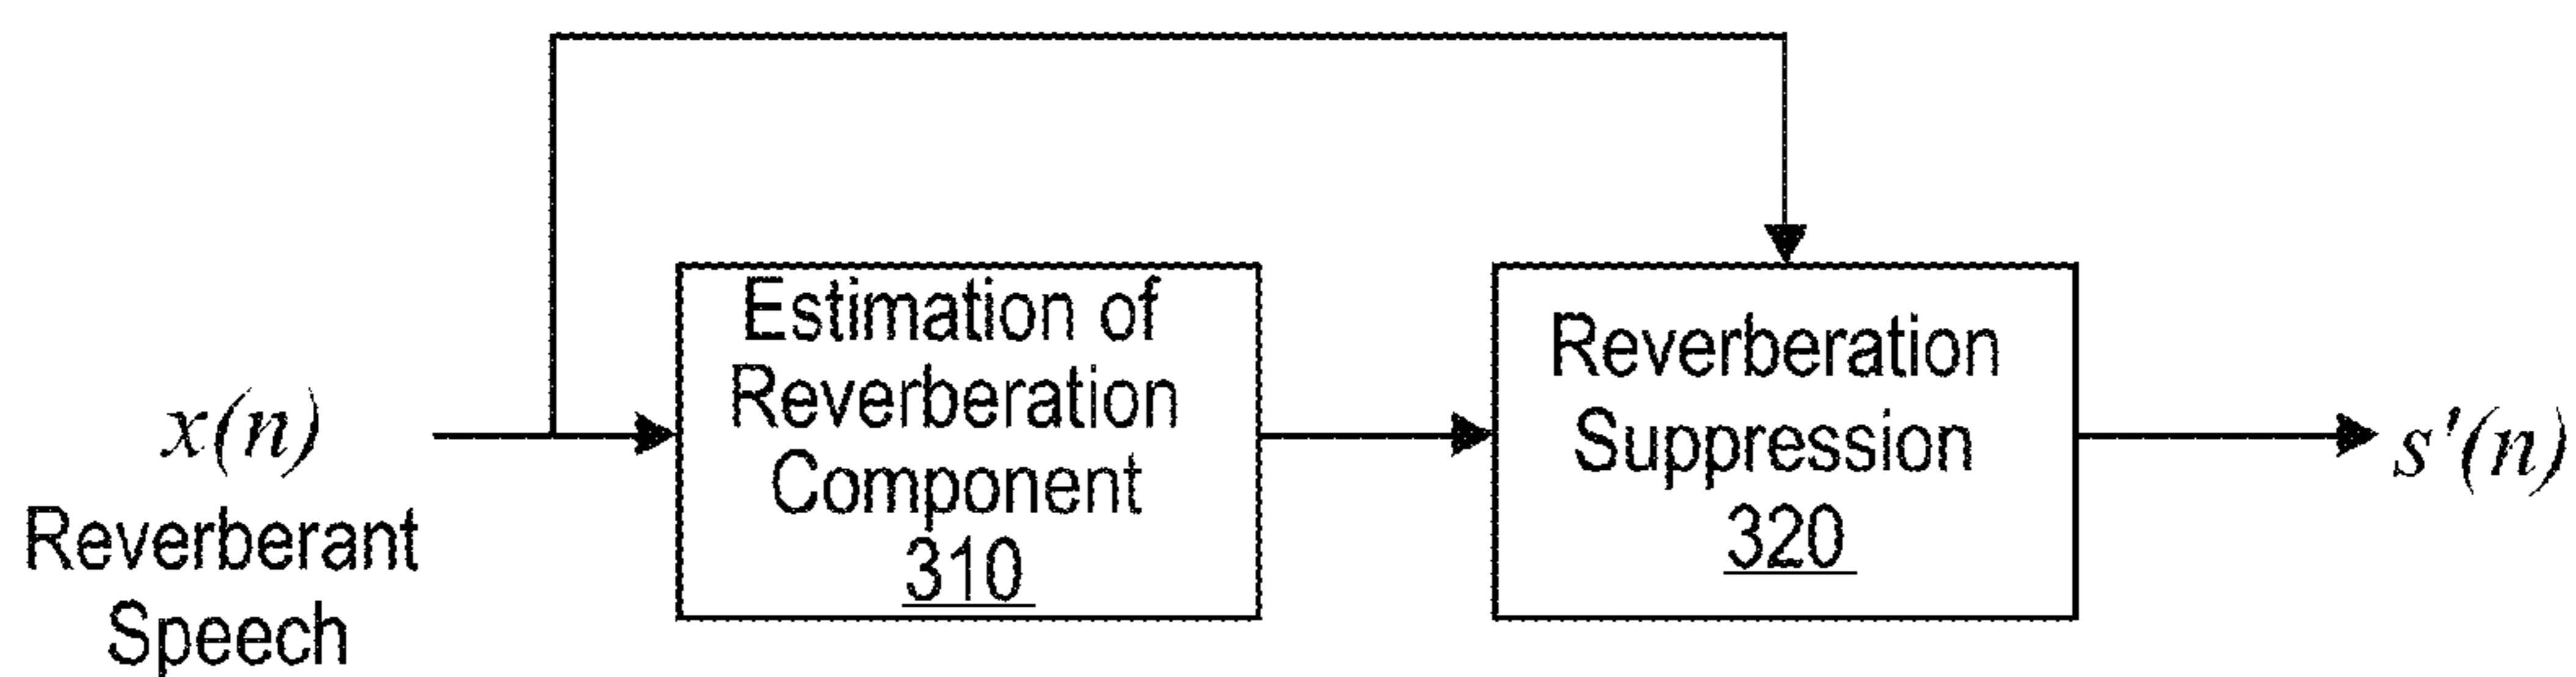 x(n)
Reverberant
Speech
Estimation of
Reverberation
Component
310
Reverberation
Suppression
320
s'(n)